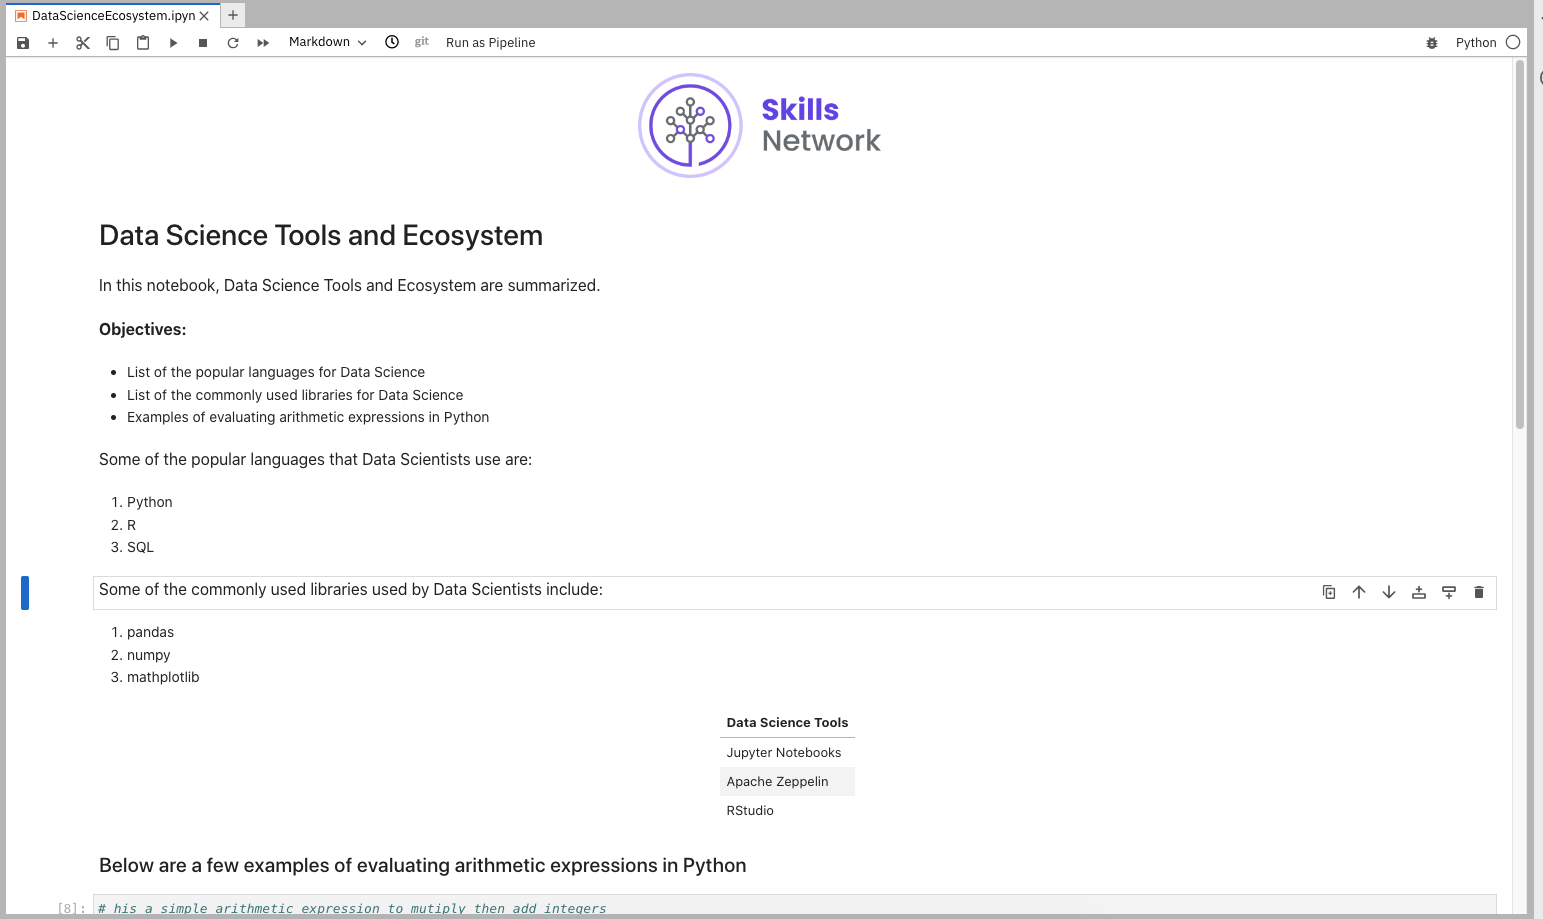 DataScienceEcosystem.ipyn
Markdown
git
Run as Pipeline
Python
Skills
Network
Data Science Tools and Ecosystem
In this notebook, Data Science Tools and Ecosystem are summarized.
Objectives:
• List of the popular languages for Data Science
• List of the commonly used libraries for Data Science
• Examples of evaluating arithmetic expressions in Python
Some of the popular languages that Data Scientists use are:
1. Python
2. R
3. SQL
Some of the commonly used libraries used by Data Scientists include:
1. pandas
2. numpy
3. mathplotlib
Data Science Tools
Jupyter Notebooks
Apache Zeppelin
RStudio
Below are a few examples of evaluating arithmetic expressions in Python
[8]: # his a simple arithmetic expression to mutiply then add integers